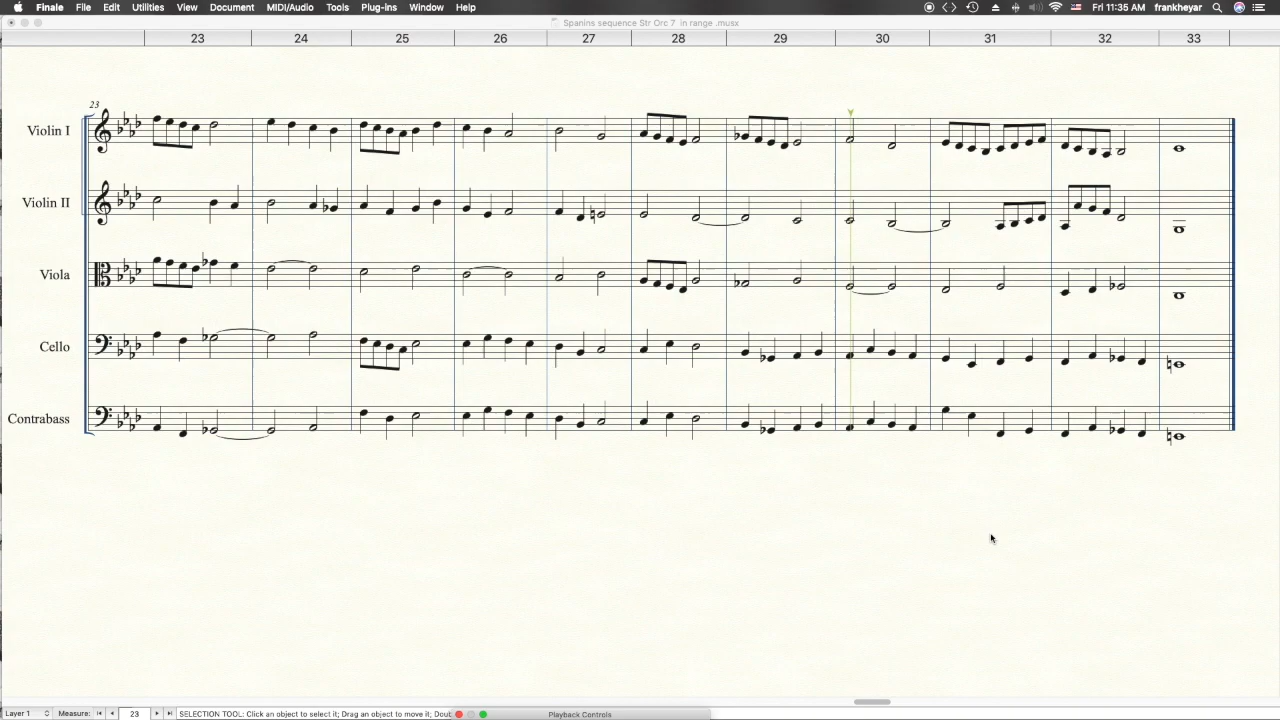 Finale File Edit Utilities View Document MIDI/Audio Tools Plug-Ins Window Help Fri 11:35 AM frankheyar
Spanins sequence Str Orc 7 in range .musx
23 24 25 26 27 28 29 30 31 32 33
23
Violin I
Violin II
Viola
Cello
Contrabass
Layer 1 Measure: 23 SELECTION TOOL: Click an object to select it; Drag an object to move it; Doub Playback Controls